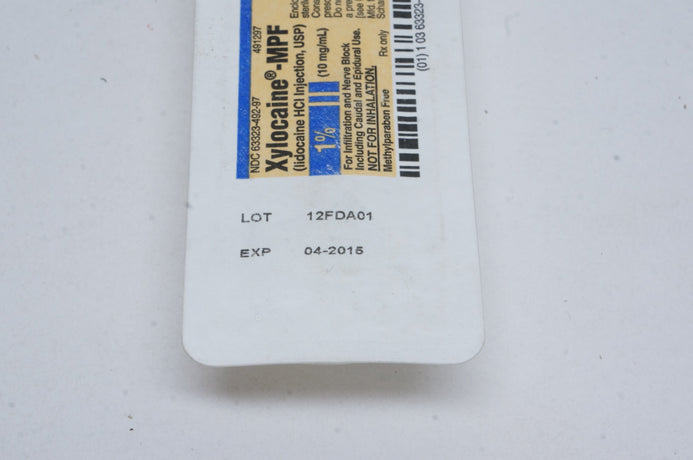 NDC 63323-492-97 491297
Xylocaine®-MPF
(lidocaine HCl Injection, USP)
1% (10 mg/mL)
For Infiltration and Nerve Block
Including Caudal and Epidural Use.
NOT FOR INHALATION.
Methylparaben Free Rx only
(01) 1 03 63323-
LOT 12FDA01
EXP 04-2015